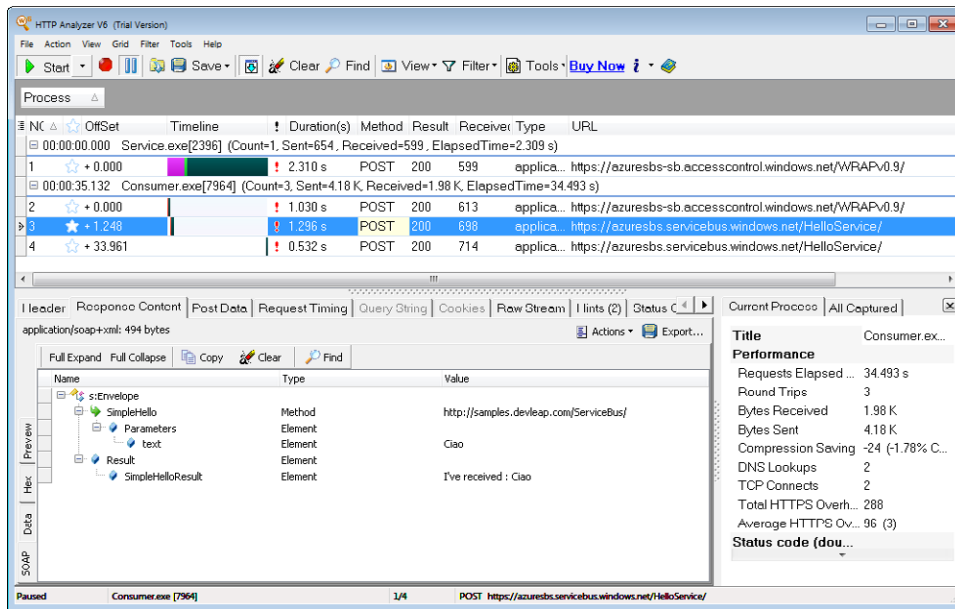 HTTP Analyzer V6 (Trial Version)
File Action View Grid Filter Tools Help
Start Save Clear Find View Filter Tools Buy Now i
Process
NC OffSet Timeline ! Duration(s) Method Result Received Type URL
00:00:00.000 Service.exe[2396] (Count=1, Sent=654 , Received=599 , ElapsedTime=2.309 s)
1 + 0.000 ! 2.310 s POST 200 599 applica... https://azuresbs-sb.accesscontrol.windows.net/WRAPv0.9/
00:00:35.132 Consumer.exe[7964] (Count=3, Sent=4.18 K, Received=1.98 K, ElapsedTime=34.493 s)
2 + 0.000 ! 1.030 s POST 200 613 applica... https://azuresbs-sb.accesscontrol.windows.net/WRAPv0.9/
3 + 1.248 ! 1.296 s POST 200 698 applica... https://azuresbs.servicebus.windows.net/HelloService/
4 + 33.961 ! 0.532 s POST 200 714 applica... https://azuresbs.servicebus.windows.net/HelloService/
Header Response Content Post Data Request Timing Query String Cookies Raw Stream Hints (2) Status C
Current Process All Captured
application/soap+xml: 494 bytes
Actions Export...
Full Expand Full Collapse Copy Clear Find
Name Type Value
s:Envelope
SimpleHello Method http://samples.devleap.com/ServiceBus/
Parameters Element
text Element Ciao
Result Element
SimpleHelloResult Element I've received : Ciao
Preview
Hex
Data
SOAP
Title Consumer.ex...
Performance
Requests Elapsed ... 34.493 s
Round Trips 3
Bytes Received 1.98 K
Bytes Sent 4.18 K
Compression Saving -24 (-1.78% C...
DNS Lookups 2
TCP Connects 2
Total HTTPS Overh... 288
Average HTTPS Ov... 96 (3)
Status code (dou...
Paused Consumer.exe [7964] 1/4 POST https://azuresbs.servicebus.windows.net/HelloService/